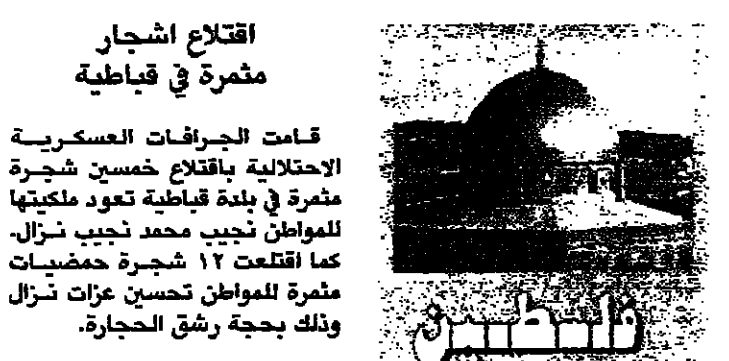 اقتلاع اشجار
مثمرة في قباطية
قامت الجرافات العسكرية
الاحتلالية باقتلاع خمسين شجرة
مثمرة في بلدة قباطية تعود ملكيتها
للمواطن نجيب محمد نجيب نزال.
كما اقتلعت ١٢ شجرة حمضيات
مثمرة للمواطن تحسين عزات نزال
وذلك بحجة رشق الحجارة.
فلسطين